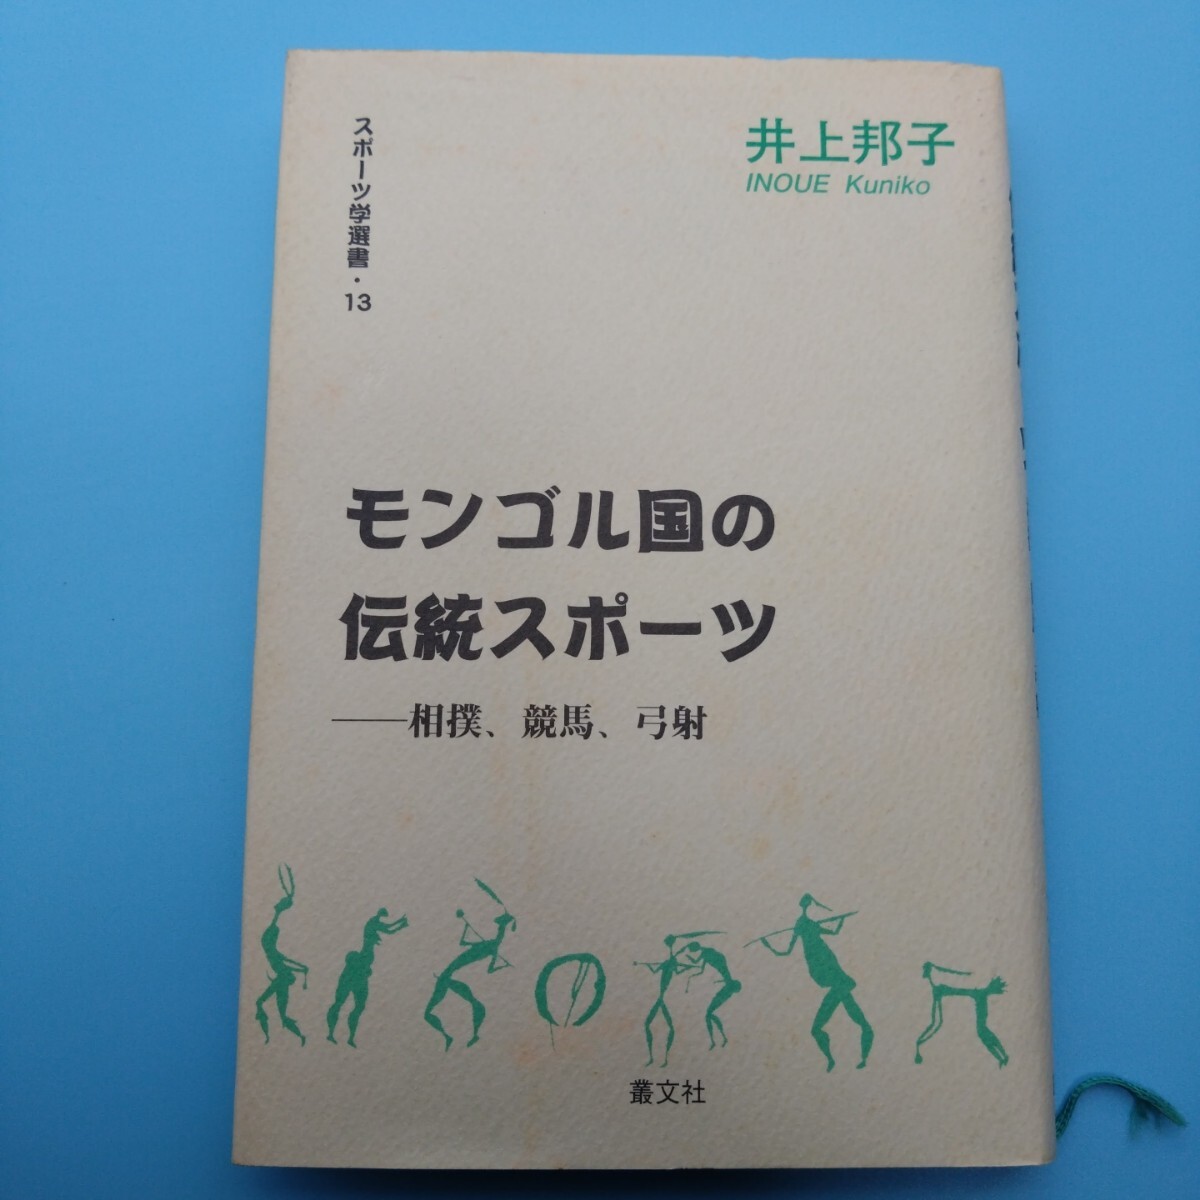 井上邦子
INOUE Kuniko
スポーツ学選書・13
モンゴル国の
伝統スポーツ
——相撲、競馬、弓射
叢文社